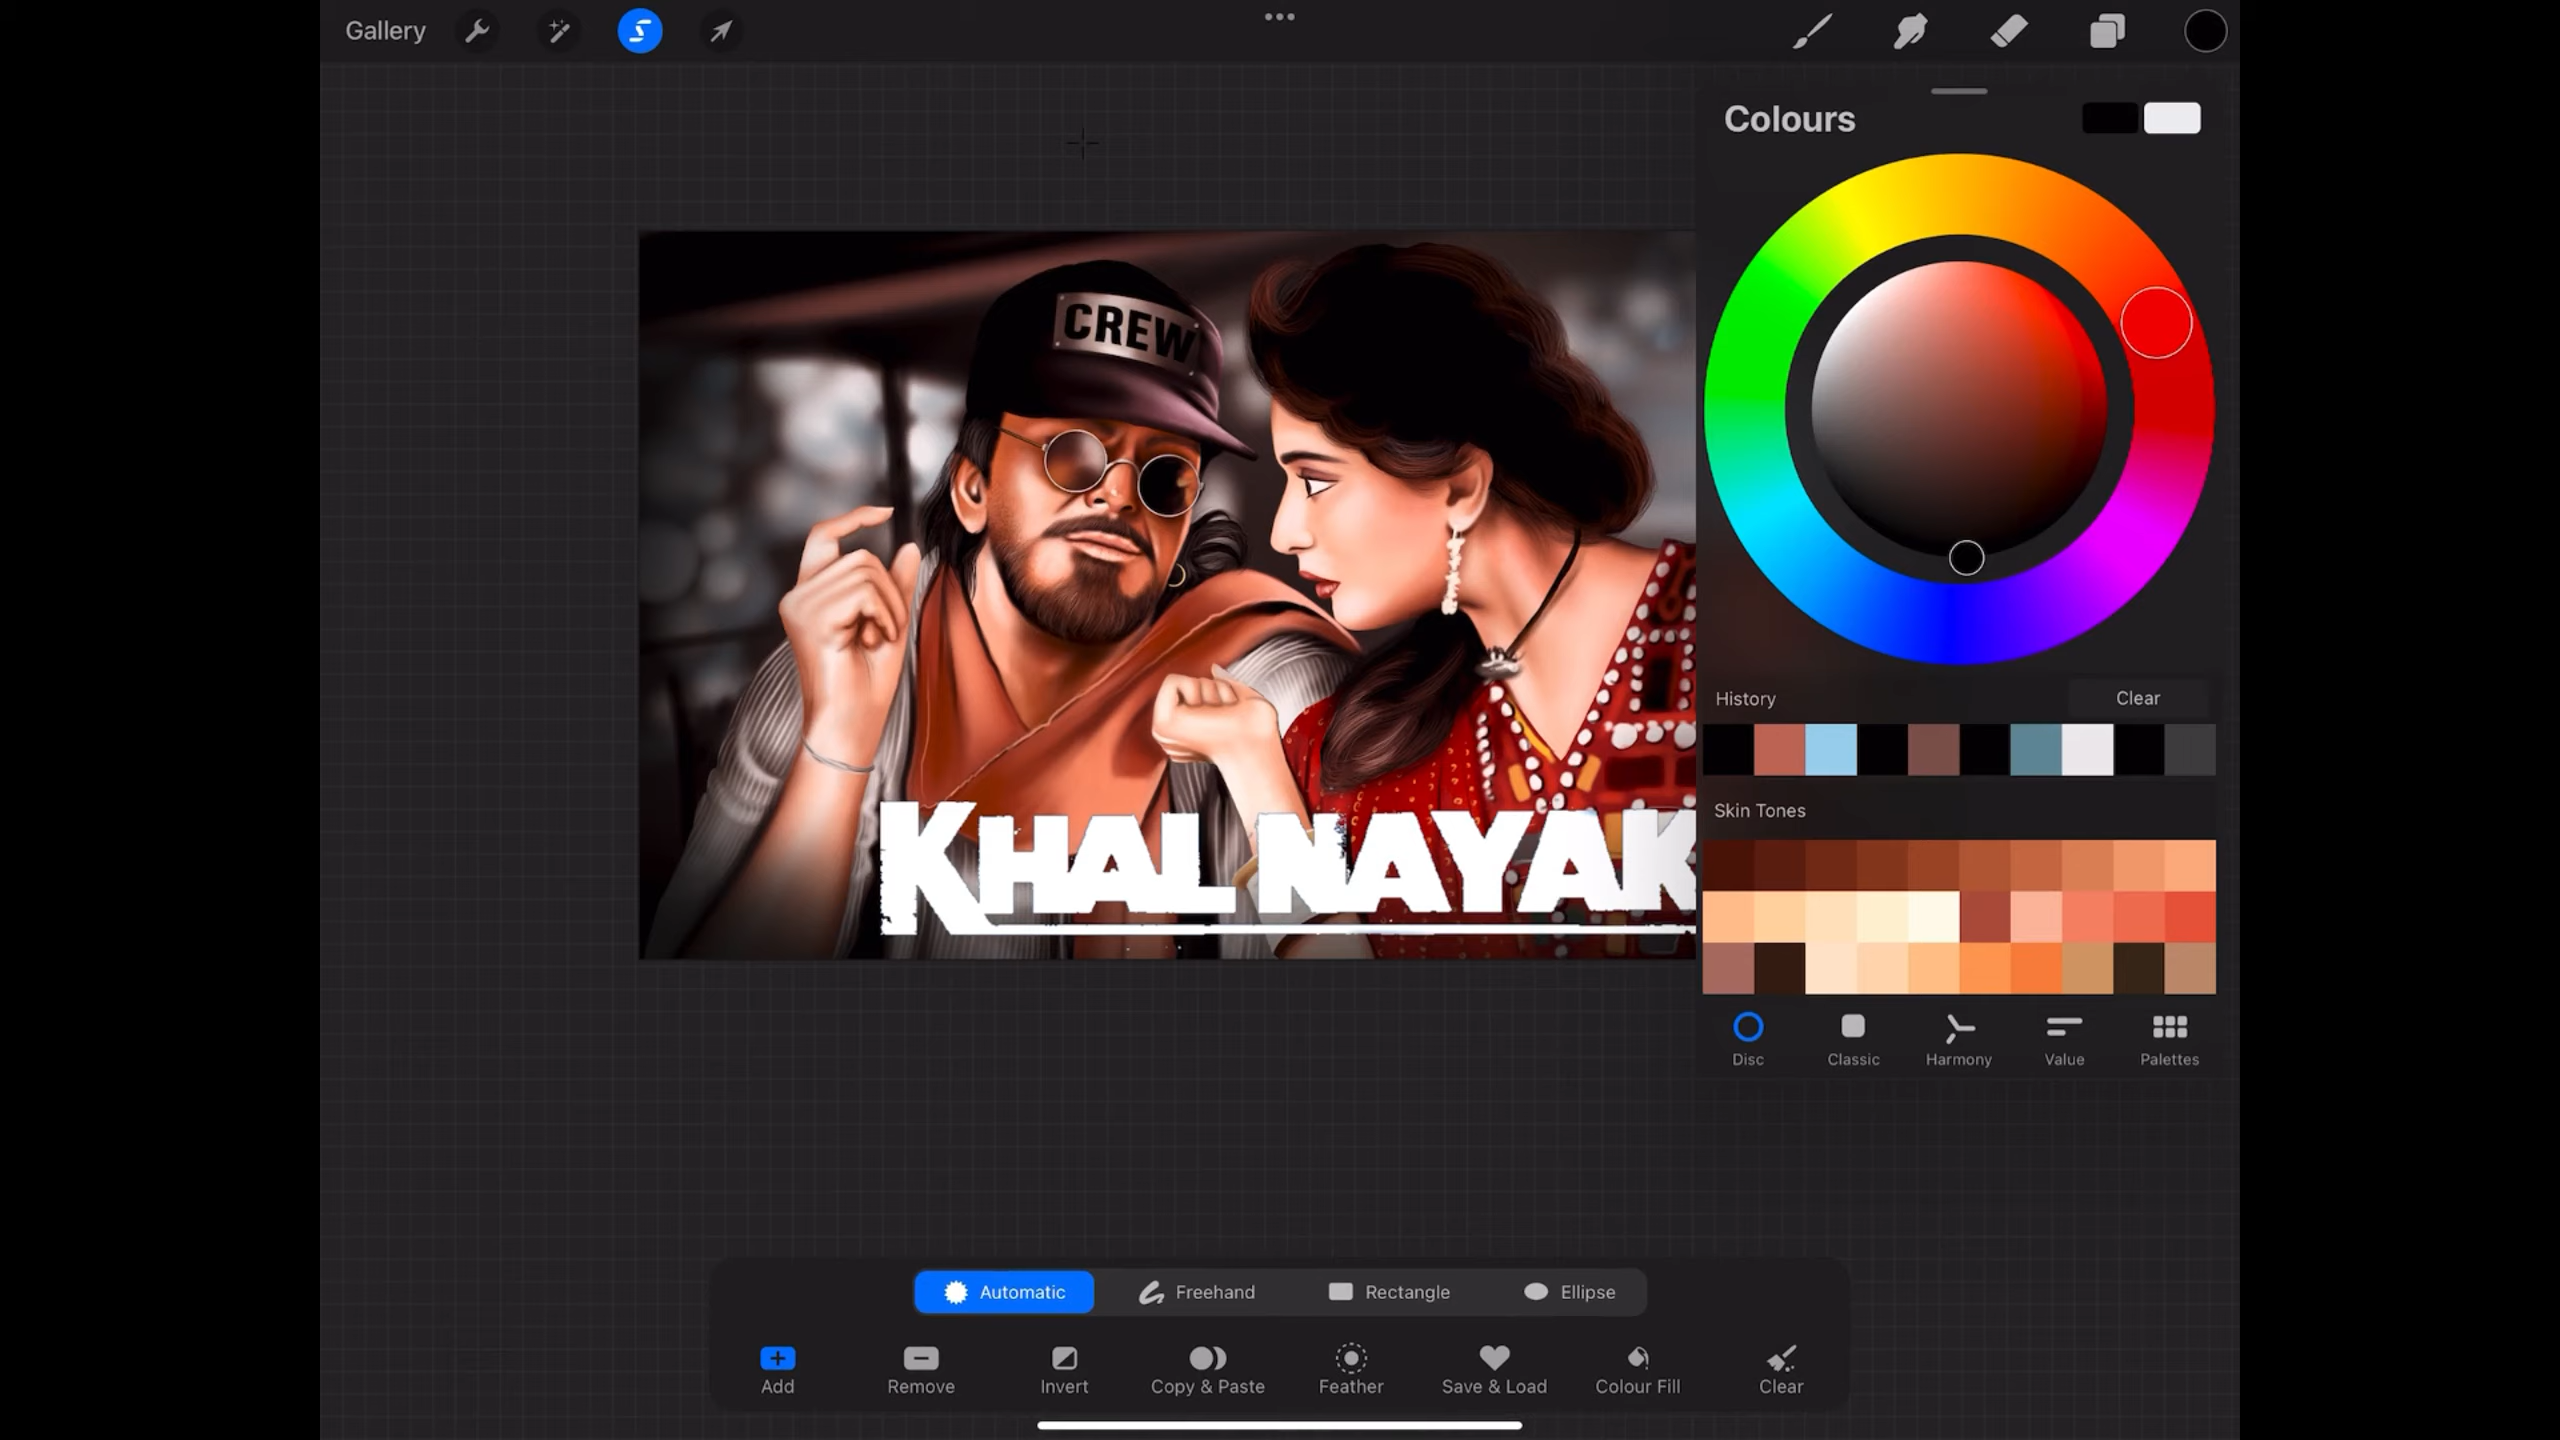 Gallery
Colours
CREW
History
Clear
Skin Tones
KHAL NAYAK
Disc
Classic
Harmony
Value
Palettes
Automatic
Freehand
Rectangle
Ellipse
Add
Remove
Invert
Copy & Paste
Feather
Save & Load
Colour Fill
Clear